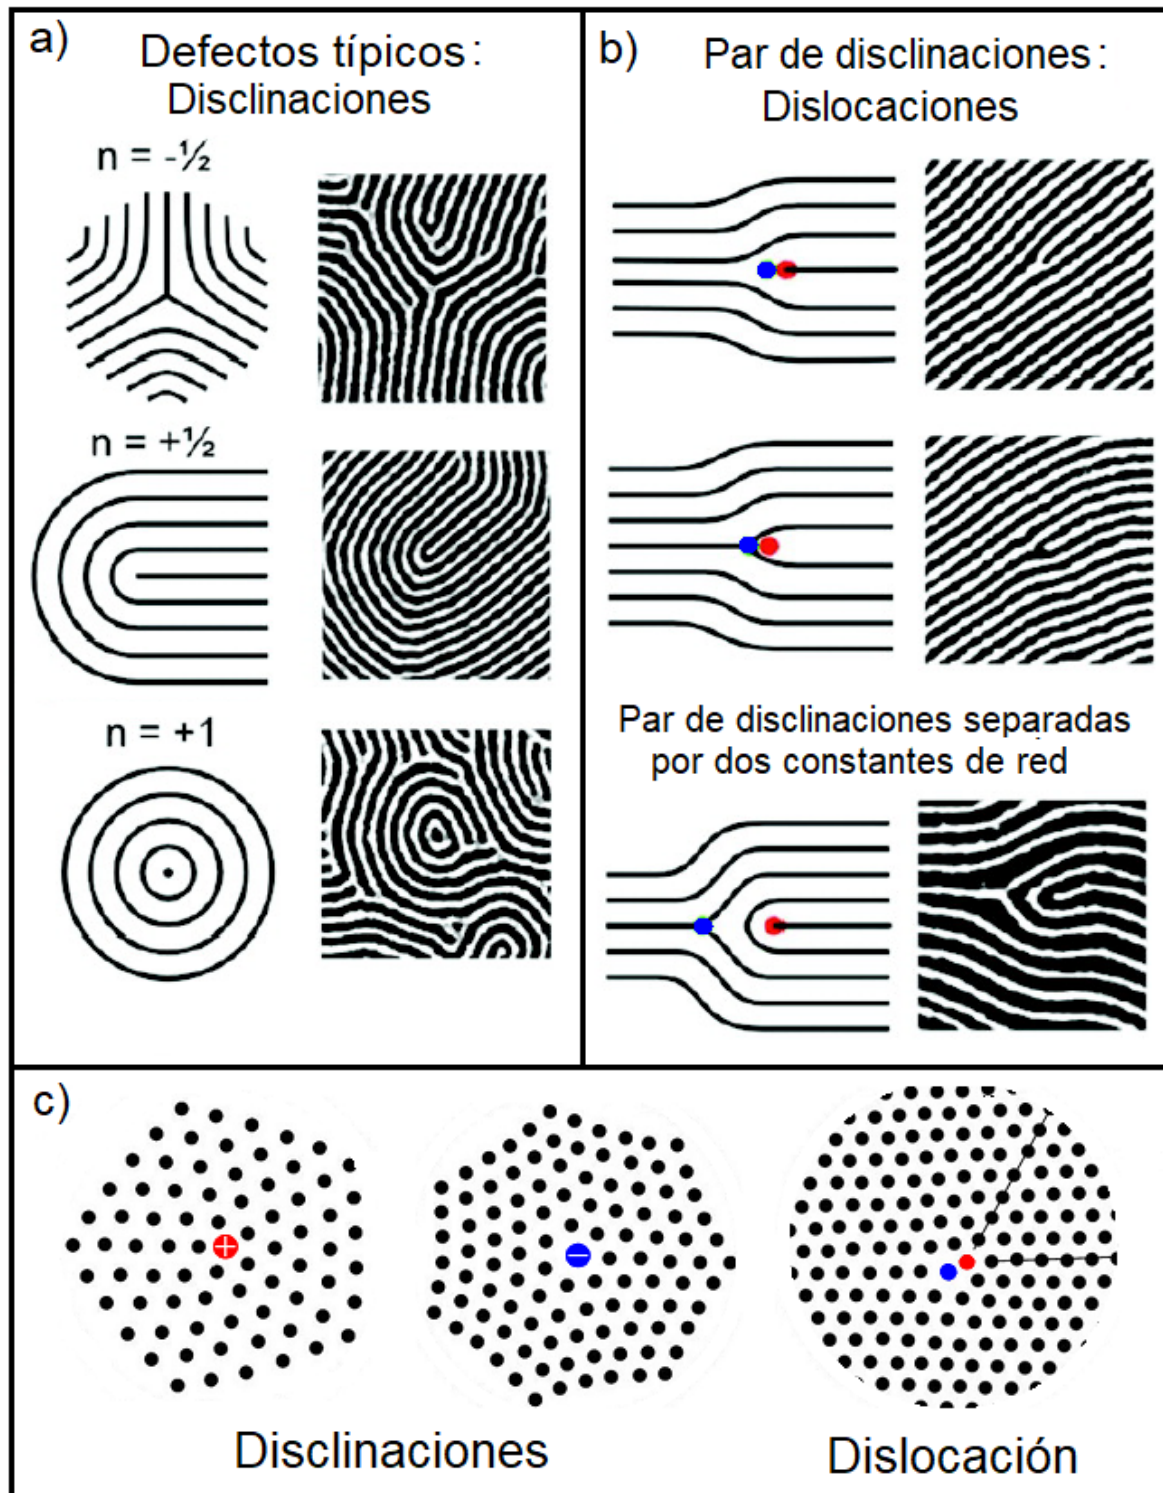 a)
Defectos típicos:
Disclinaciones
n = -½
n = +½
n = +1
b)
Par de disclinaciones:
Dislocaciones
Par de disclinaciones separadas
por dos constantes de red
c)
+
−
Disclinaciones
Dislocación